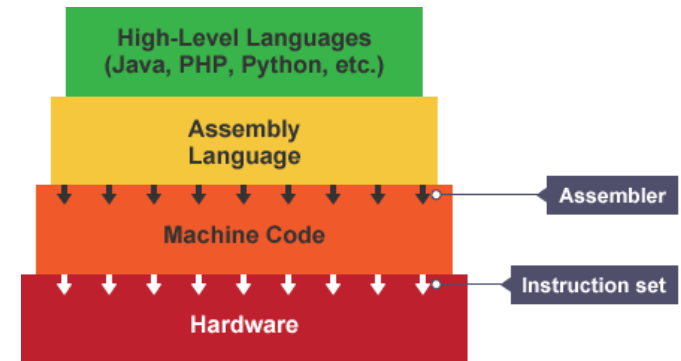 High-Level Languages
(Java, PHP, Python, etc.)
Assembly
Language
Assembler
Machine Code
Instruction set
Hardware